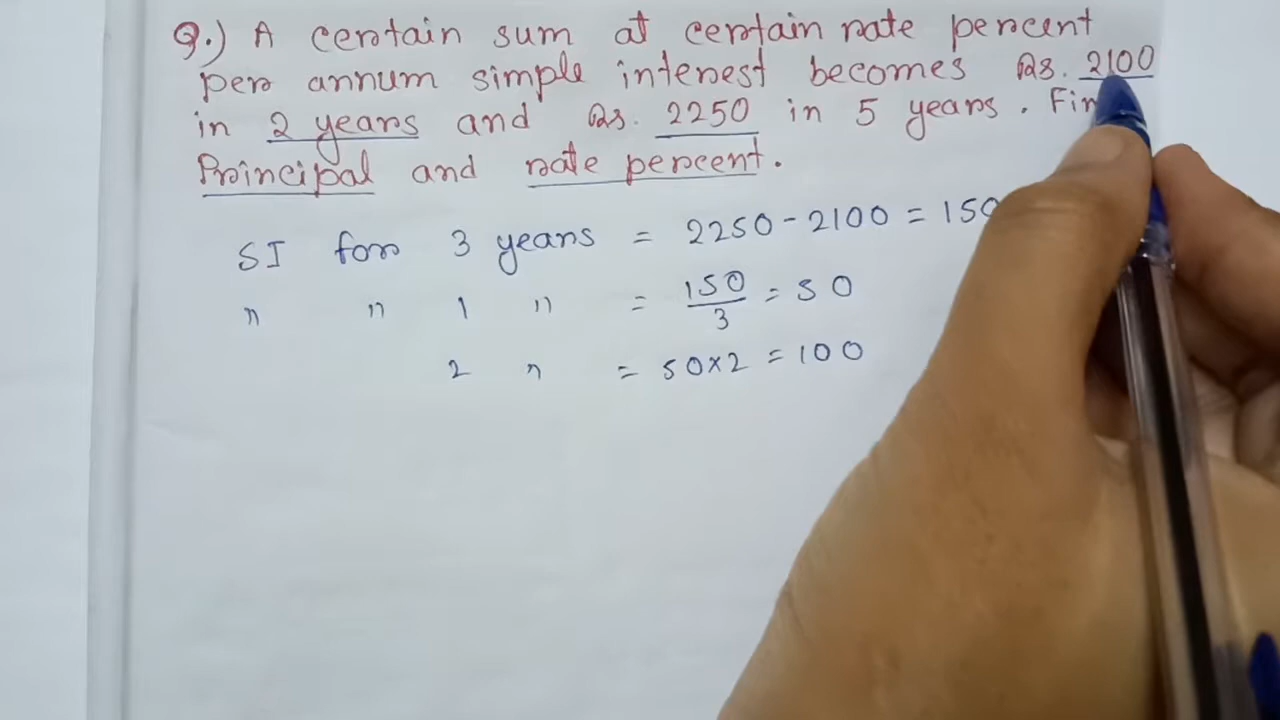 Q.) A certain sum at certain rate percent
per annum simple interest becomes Rs. 2100
in 2 years and Rs. 2250 in 5 years.
Principal and rate percent.
SI for 3 years = 2250 - 2100 = 150
" " 1 " = 150/3 = 50
2 " = 50×2 = 100